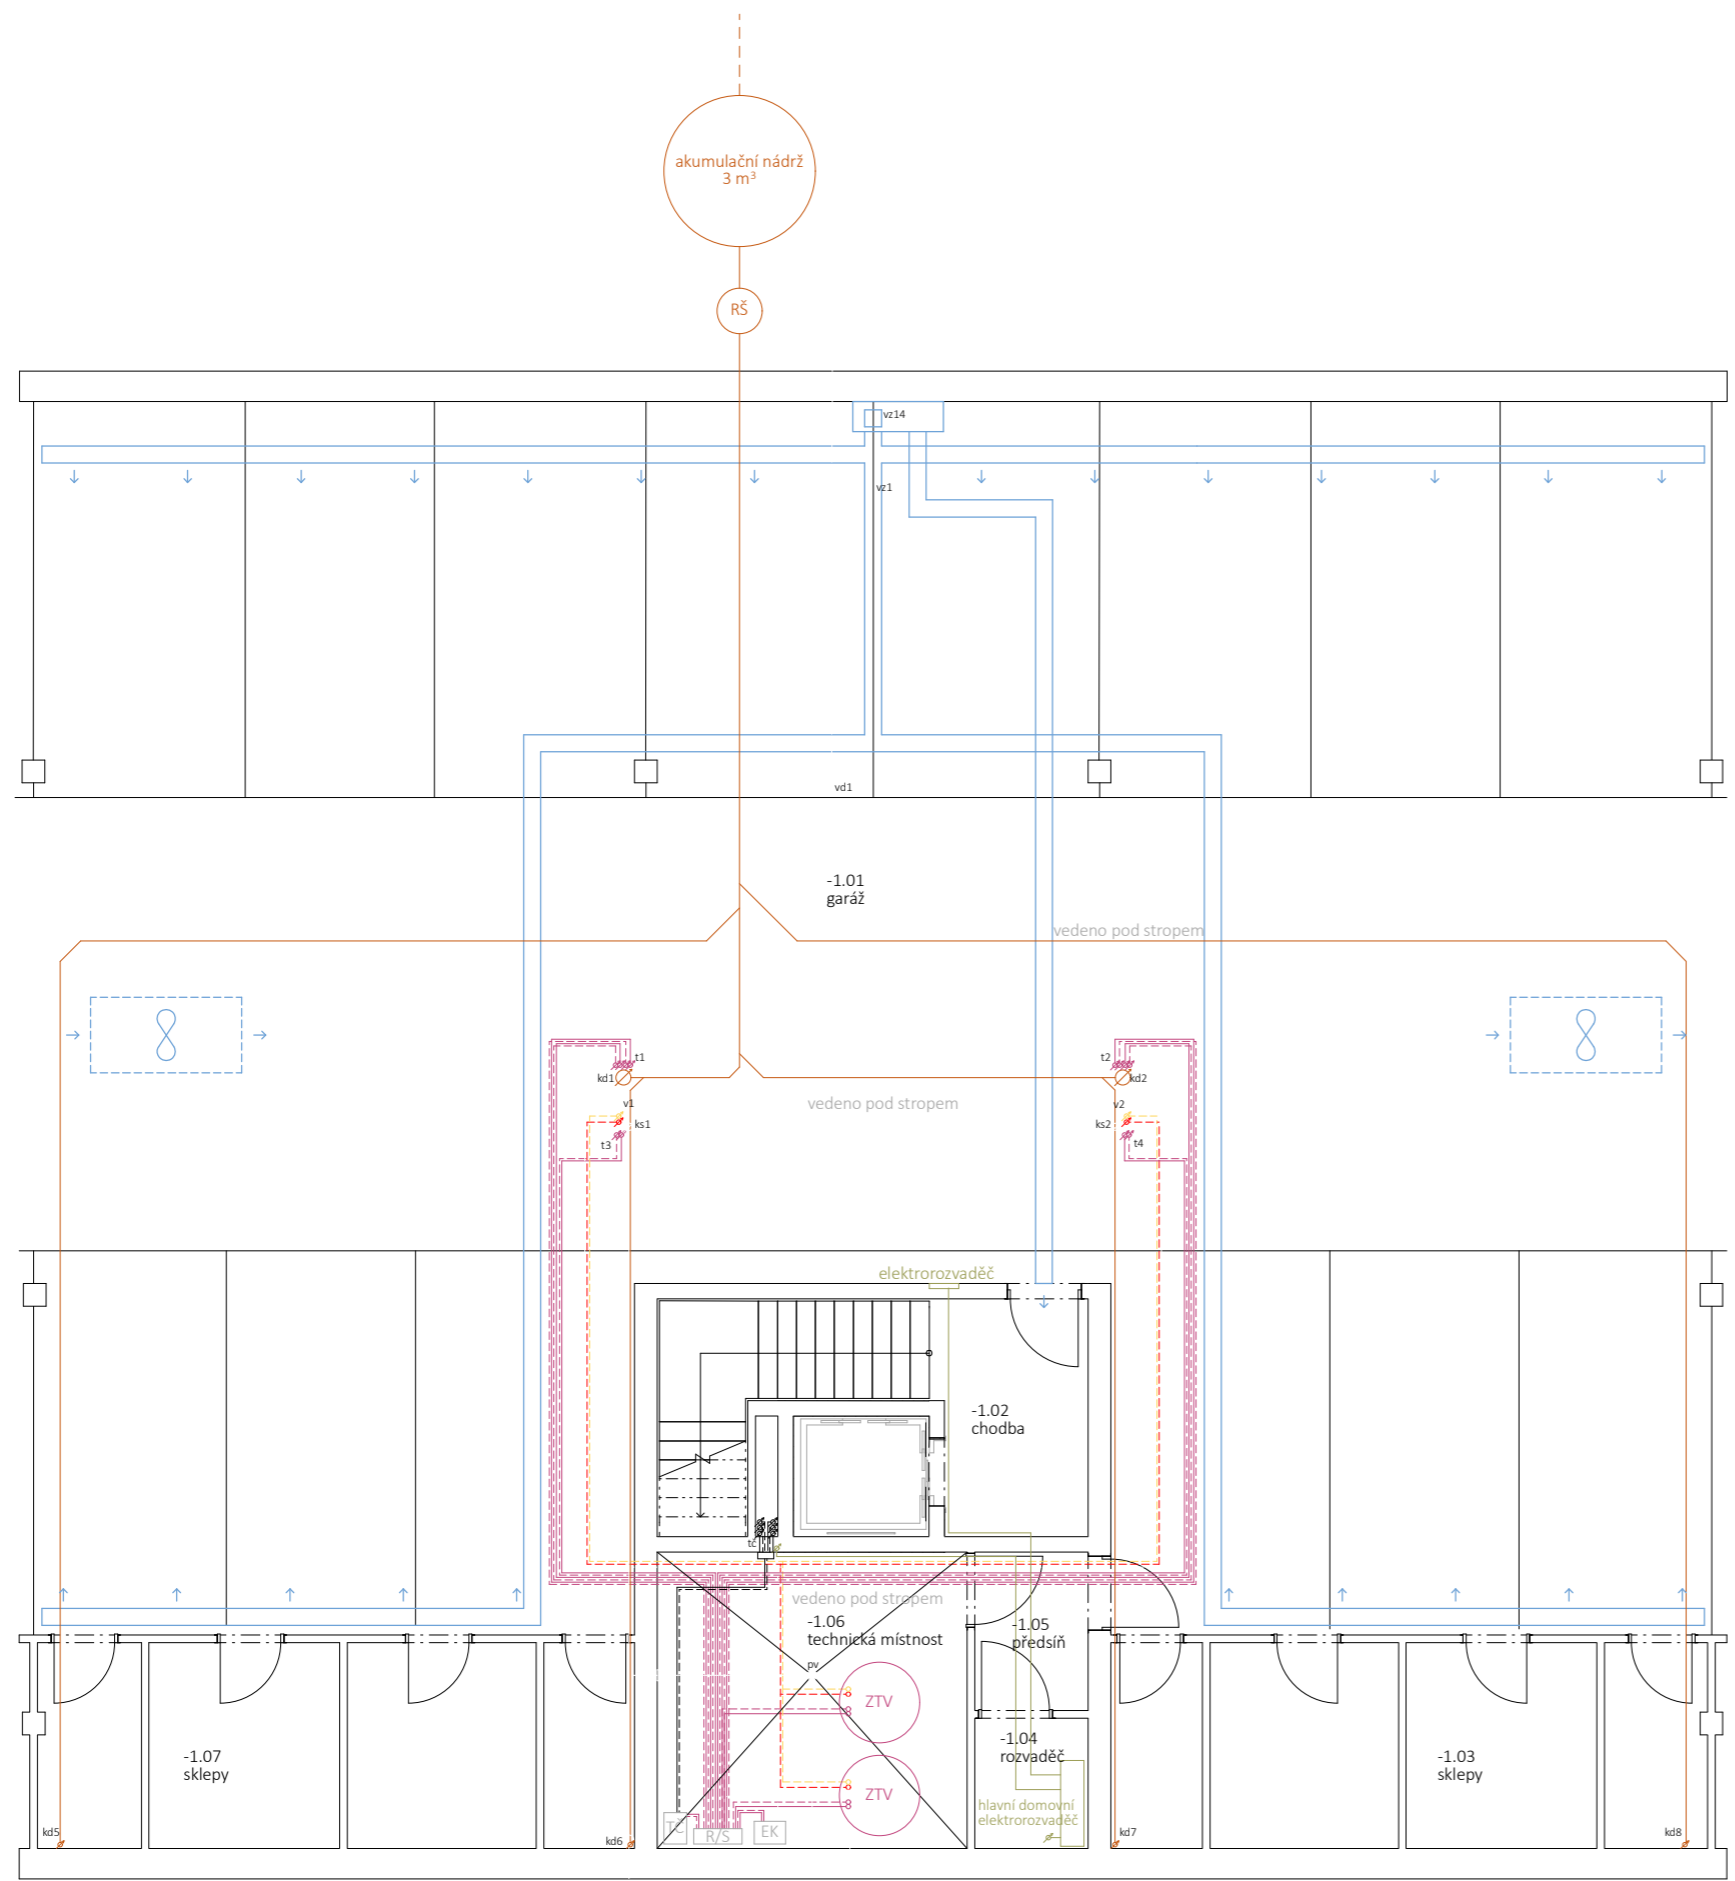 akumulační nádrž
3 m³
RŠ
vz14
vz1
vd1
-1.01
garáž
vedeno pod stropem
t1
t2
kd1
kd2
vedeno pod stropem
v1
v2
ks1
ks2
t3
t4
elektrorozvaděč
-1.02
chodba
tč
vedeno pod stropem
-1.06
technická místnost
-1.05
předsíň
pv
ZTV
-1.04
rozvaděč
-1.07
sklepy
-1.03
sklepy
ZTV
hlavní domovní
elektrorozvaděč
TČ
R/S
EK
kd5
kd6
kd7
kd8